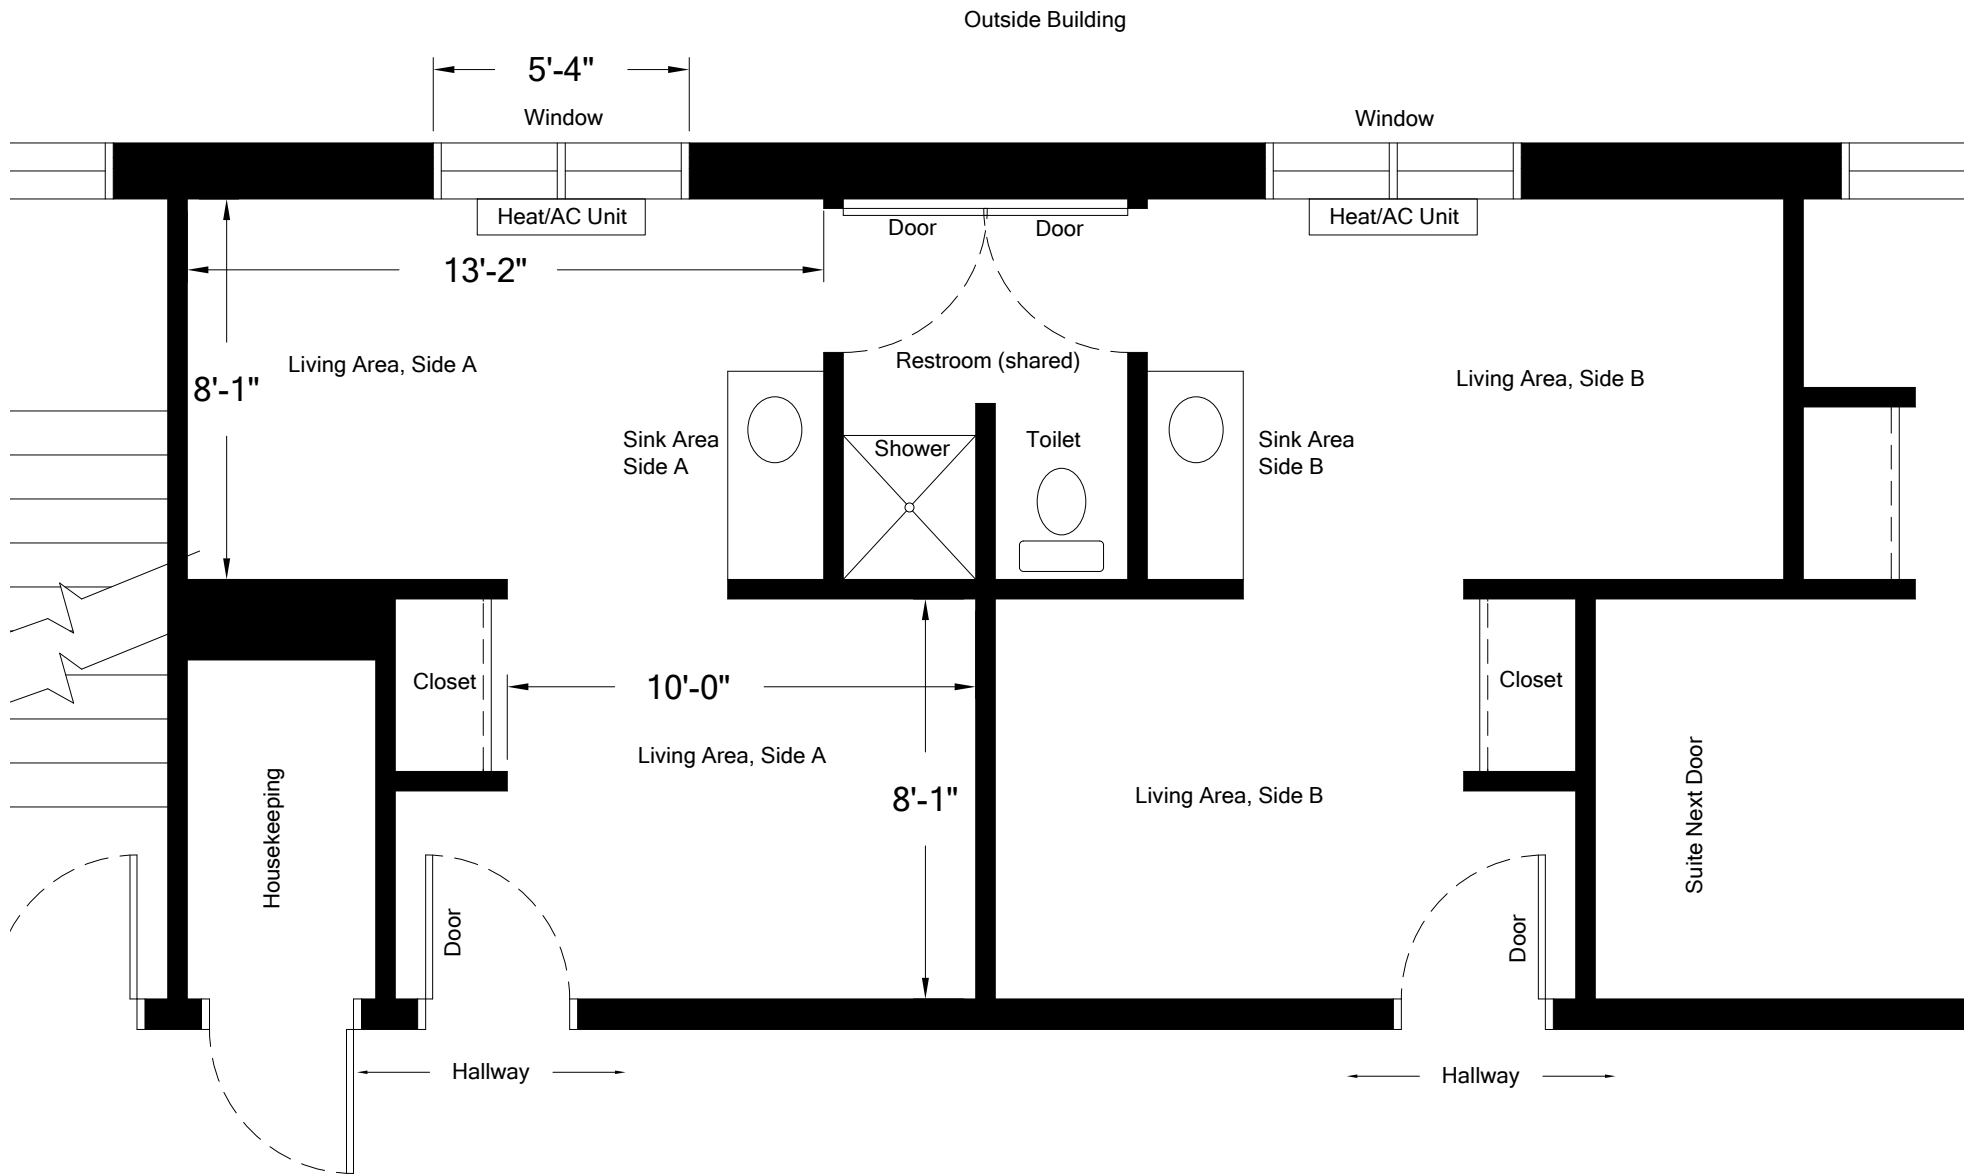 Outside Building
5'-4"
Window
Window
Heat/AC Unit
Heat/AC Unit
Door
Door
13'-2"
Living Area, Side A
Restroom (shared)
Living Area, Side B
8'-1"
Sink Area
Side A
Shower
Toilet
Sink Area
Side B
Closet
10'-0"
Closet
Living Area, Side A
8'-1"
Living Area, Side B
Housekeeping
Suite Next Door
Door
Door
Hallway
Hallway